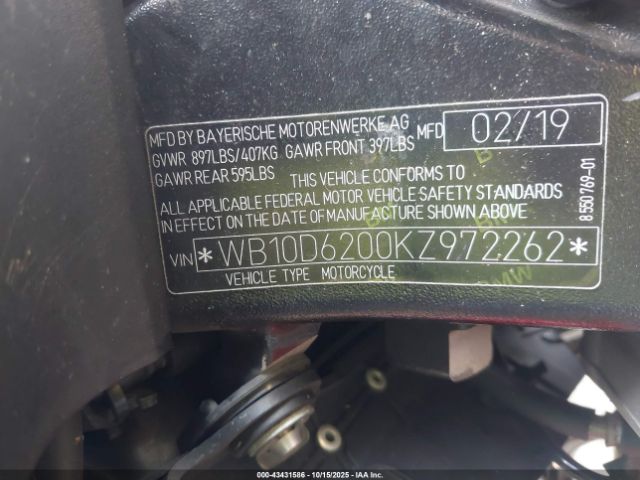 MFD BY BAYERISCHE MOTORENWERKE AG MFD 02/19
GVWR 897LBS/407KG GAWR FRONT 397LBS
GAWR REAR 595LBS
THIS VEHICLE CONFORMS TO
ALL APPLICABLE FEDERAL MOTOR VEHICLE SAFETY STANDARDS
IN EFFECT ON THE DATE OF MANUFACTURE SHOWN ABOVE
VIN *WB10D6200KZ972262*
VEHICLE TYPE MOTORCYCLE
8 550 769-01
BMW
000-43431586 - 10/15/2025 - IAA Inc.